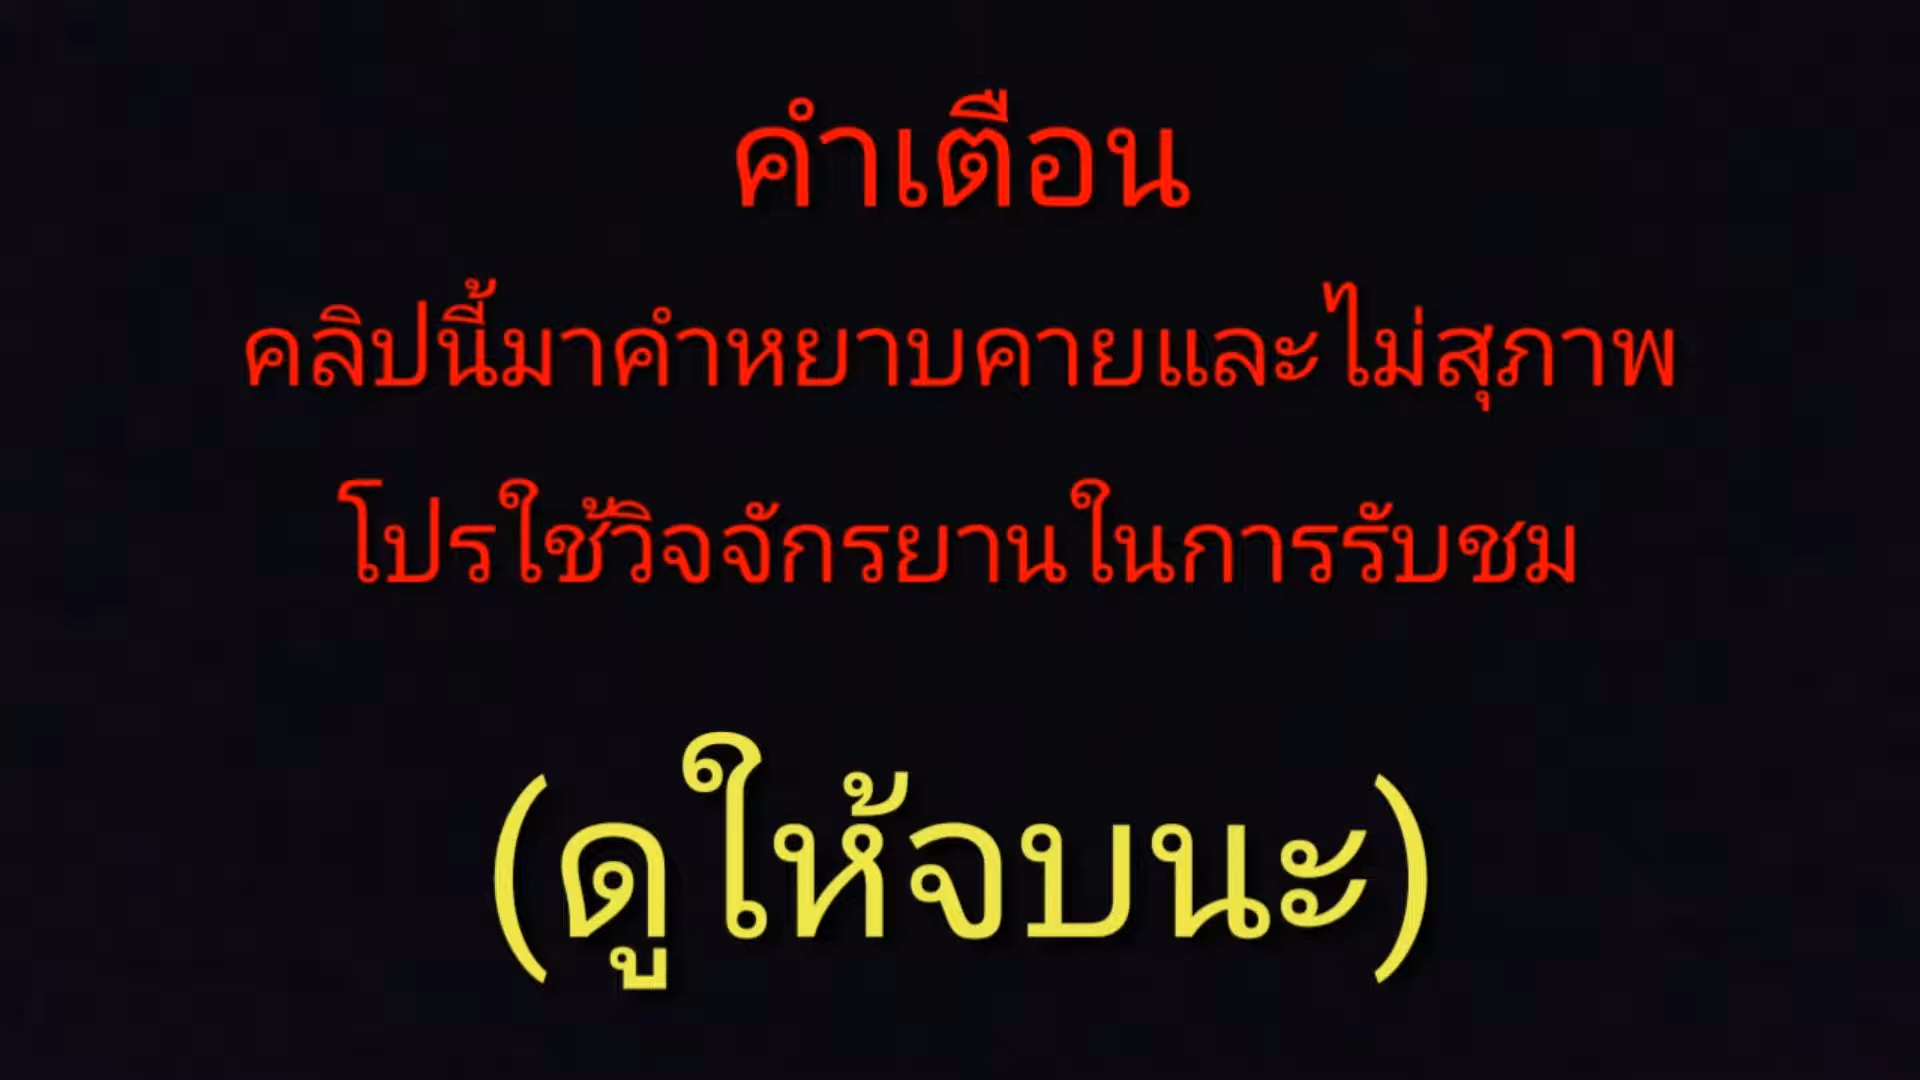 คำเตือน
คลิปนี้มาคำหยาบคายและไม่สุภาพ
โปรใช้วิจจักรยานในการรับชม
(ดูให้จบนะ)